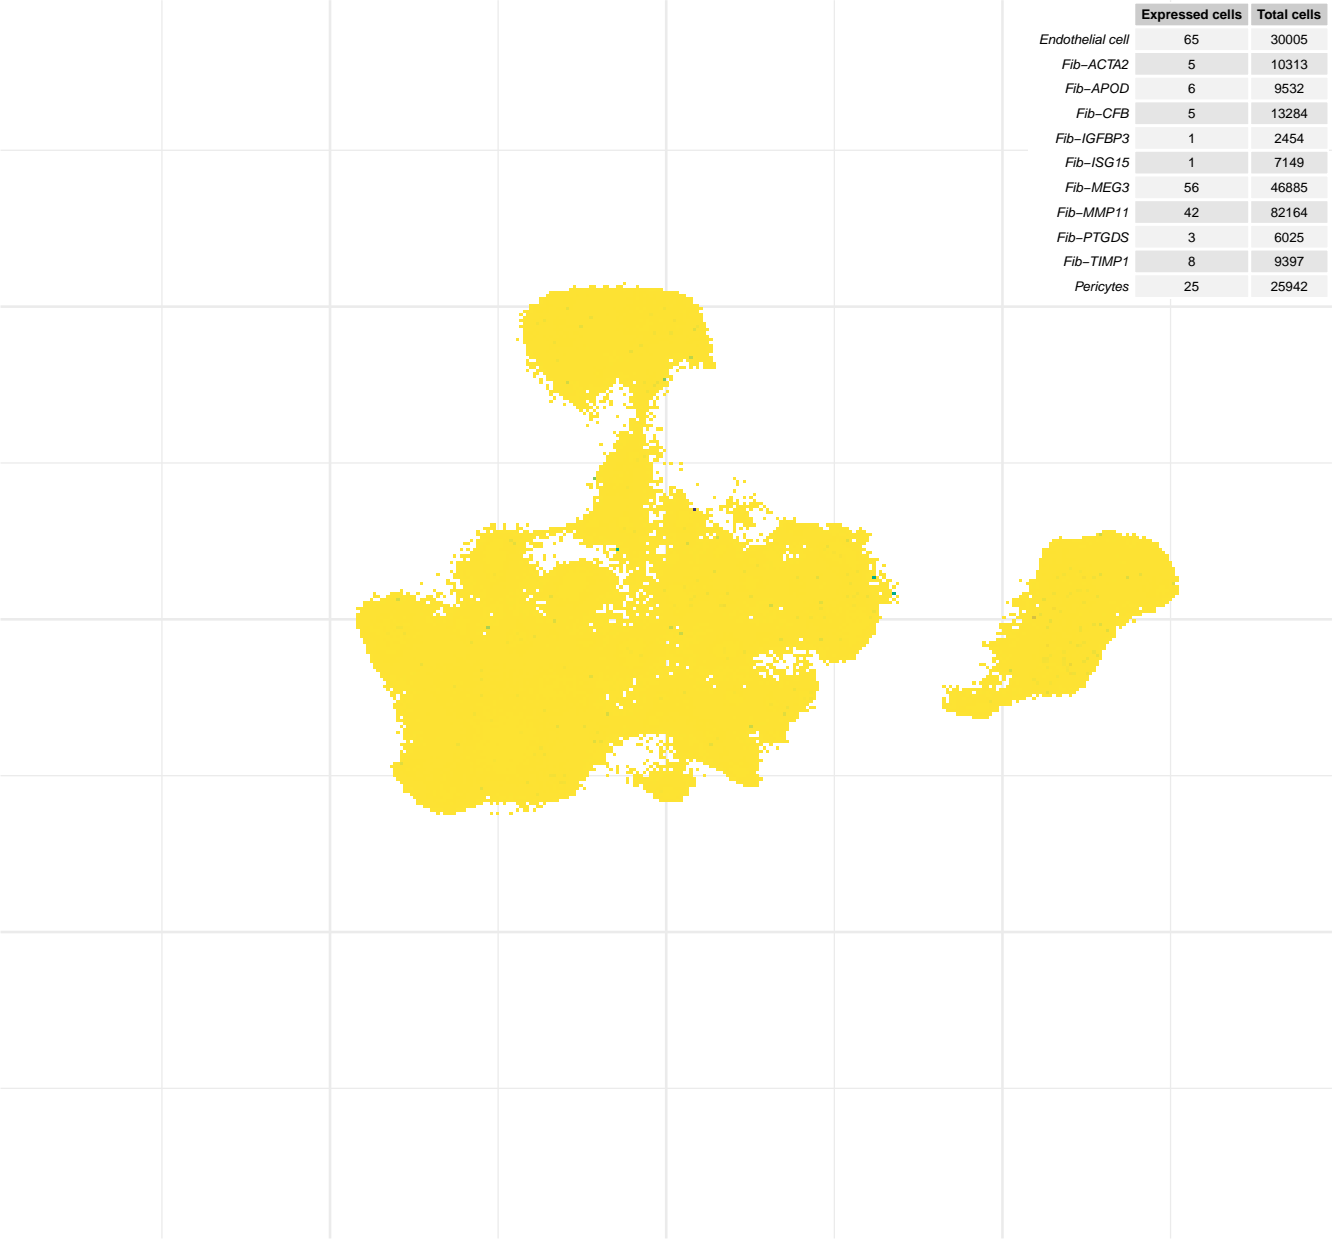 Expressed cells Total cells
Endothelial cell 65 30005
Fib−ACTA2 5 10313
Fib−APOD 6 9532
Fib−CFB 5 13284
Fib−IGFBP3 1 2454
Fib−ISG15 1 7149
Fib−MEG3 56 46885
Fib−MMP11 42 82164
Fib−PTGDS 3 6025
Fib−TIMP1 8 9397
Pericytes 25 25942